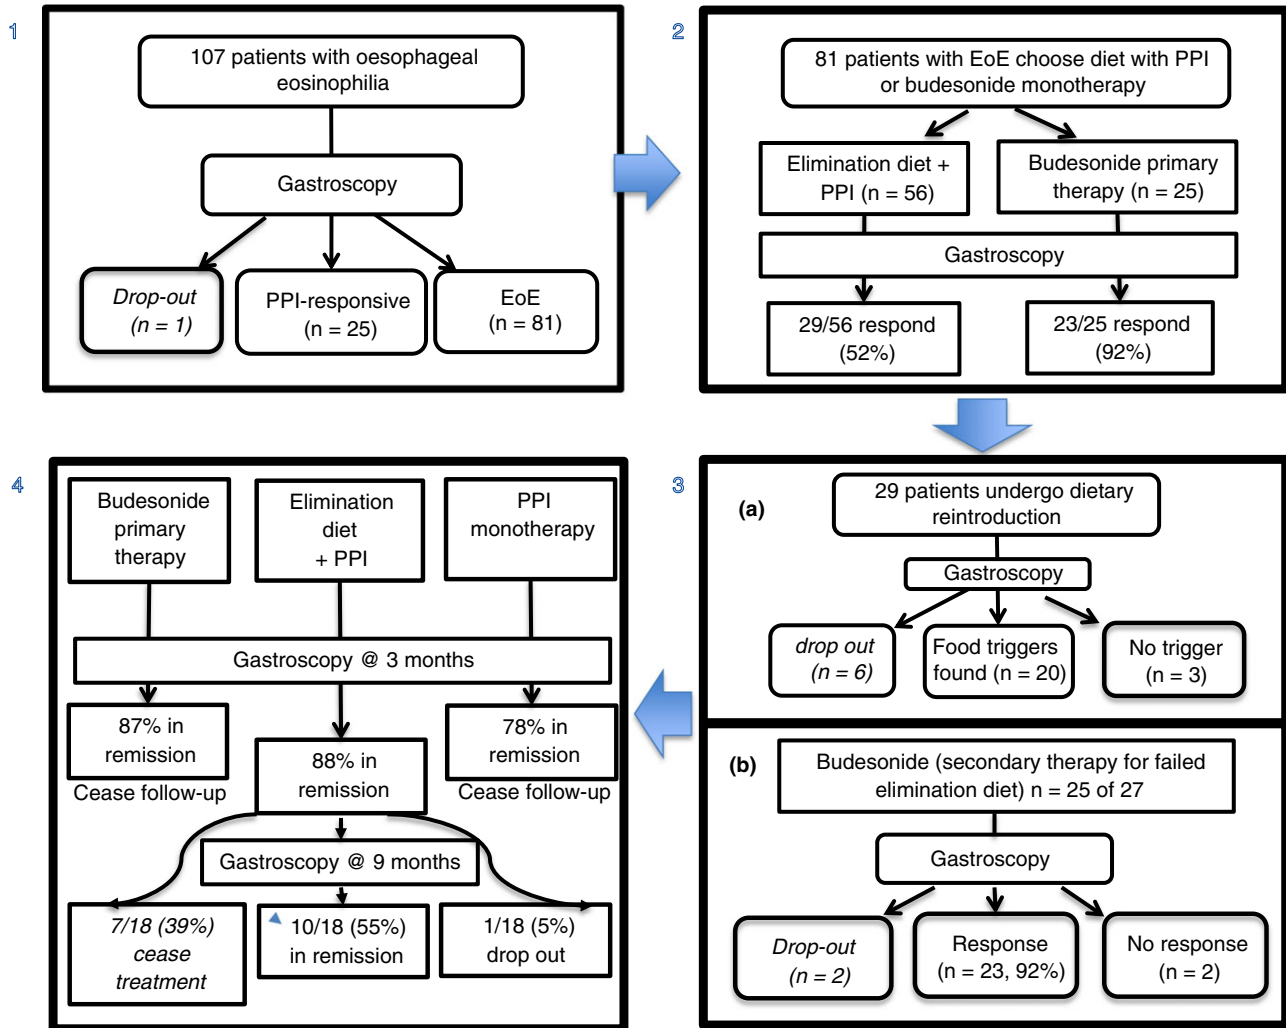 1
107 patients with oesophageal
eosinophilia
Gastroscopy
Drop-out
(n = 1)
PPI-responsive
(n = 25)
EoE
(n = 81)
2
81 patients with EoE choose diet with PPI
or budesonide monotherapy
Elimination diet +
PPI (n = 56)
Budesonide primary
therapy (n = 25)
Gastroscopy
29/56 respond
(52%)
23/25 respond
(92%)
3
(a)
29 patients undergo dietary
reintroduction
Gastroscopy
drop out
(n = 6)
Food triggers
found (n = 20)
No trigger
(n = 3)
(b)
Budesonide (secondary therapy for failed
elimination diet) n = 25 of 27
Gastroscopy
Drop-out
(n = 2)
Response
(n = 23, 92%)
No response
(n = 2)
4
Budesonide
primary
therapy
Elimination
diet
+ PPI
PPI
monotherapy
Gastroscopy @ 3 months
87% in
remission
Cease follow-up
88% in
remission
78% in
remission
Cease follow-up
Gastroscopy @ 9 months
7/18 (39%)
cease
treatment
10/18 (55%)
in remission
1/18 (5%)
drop out